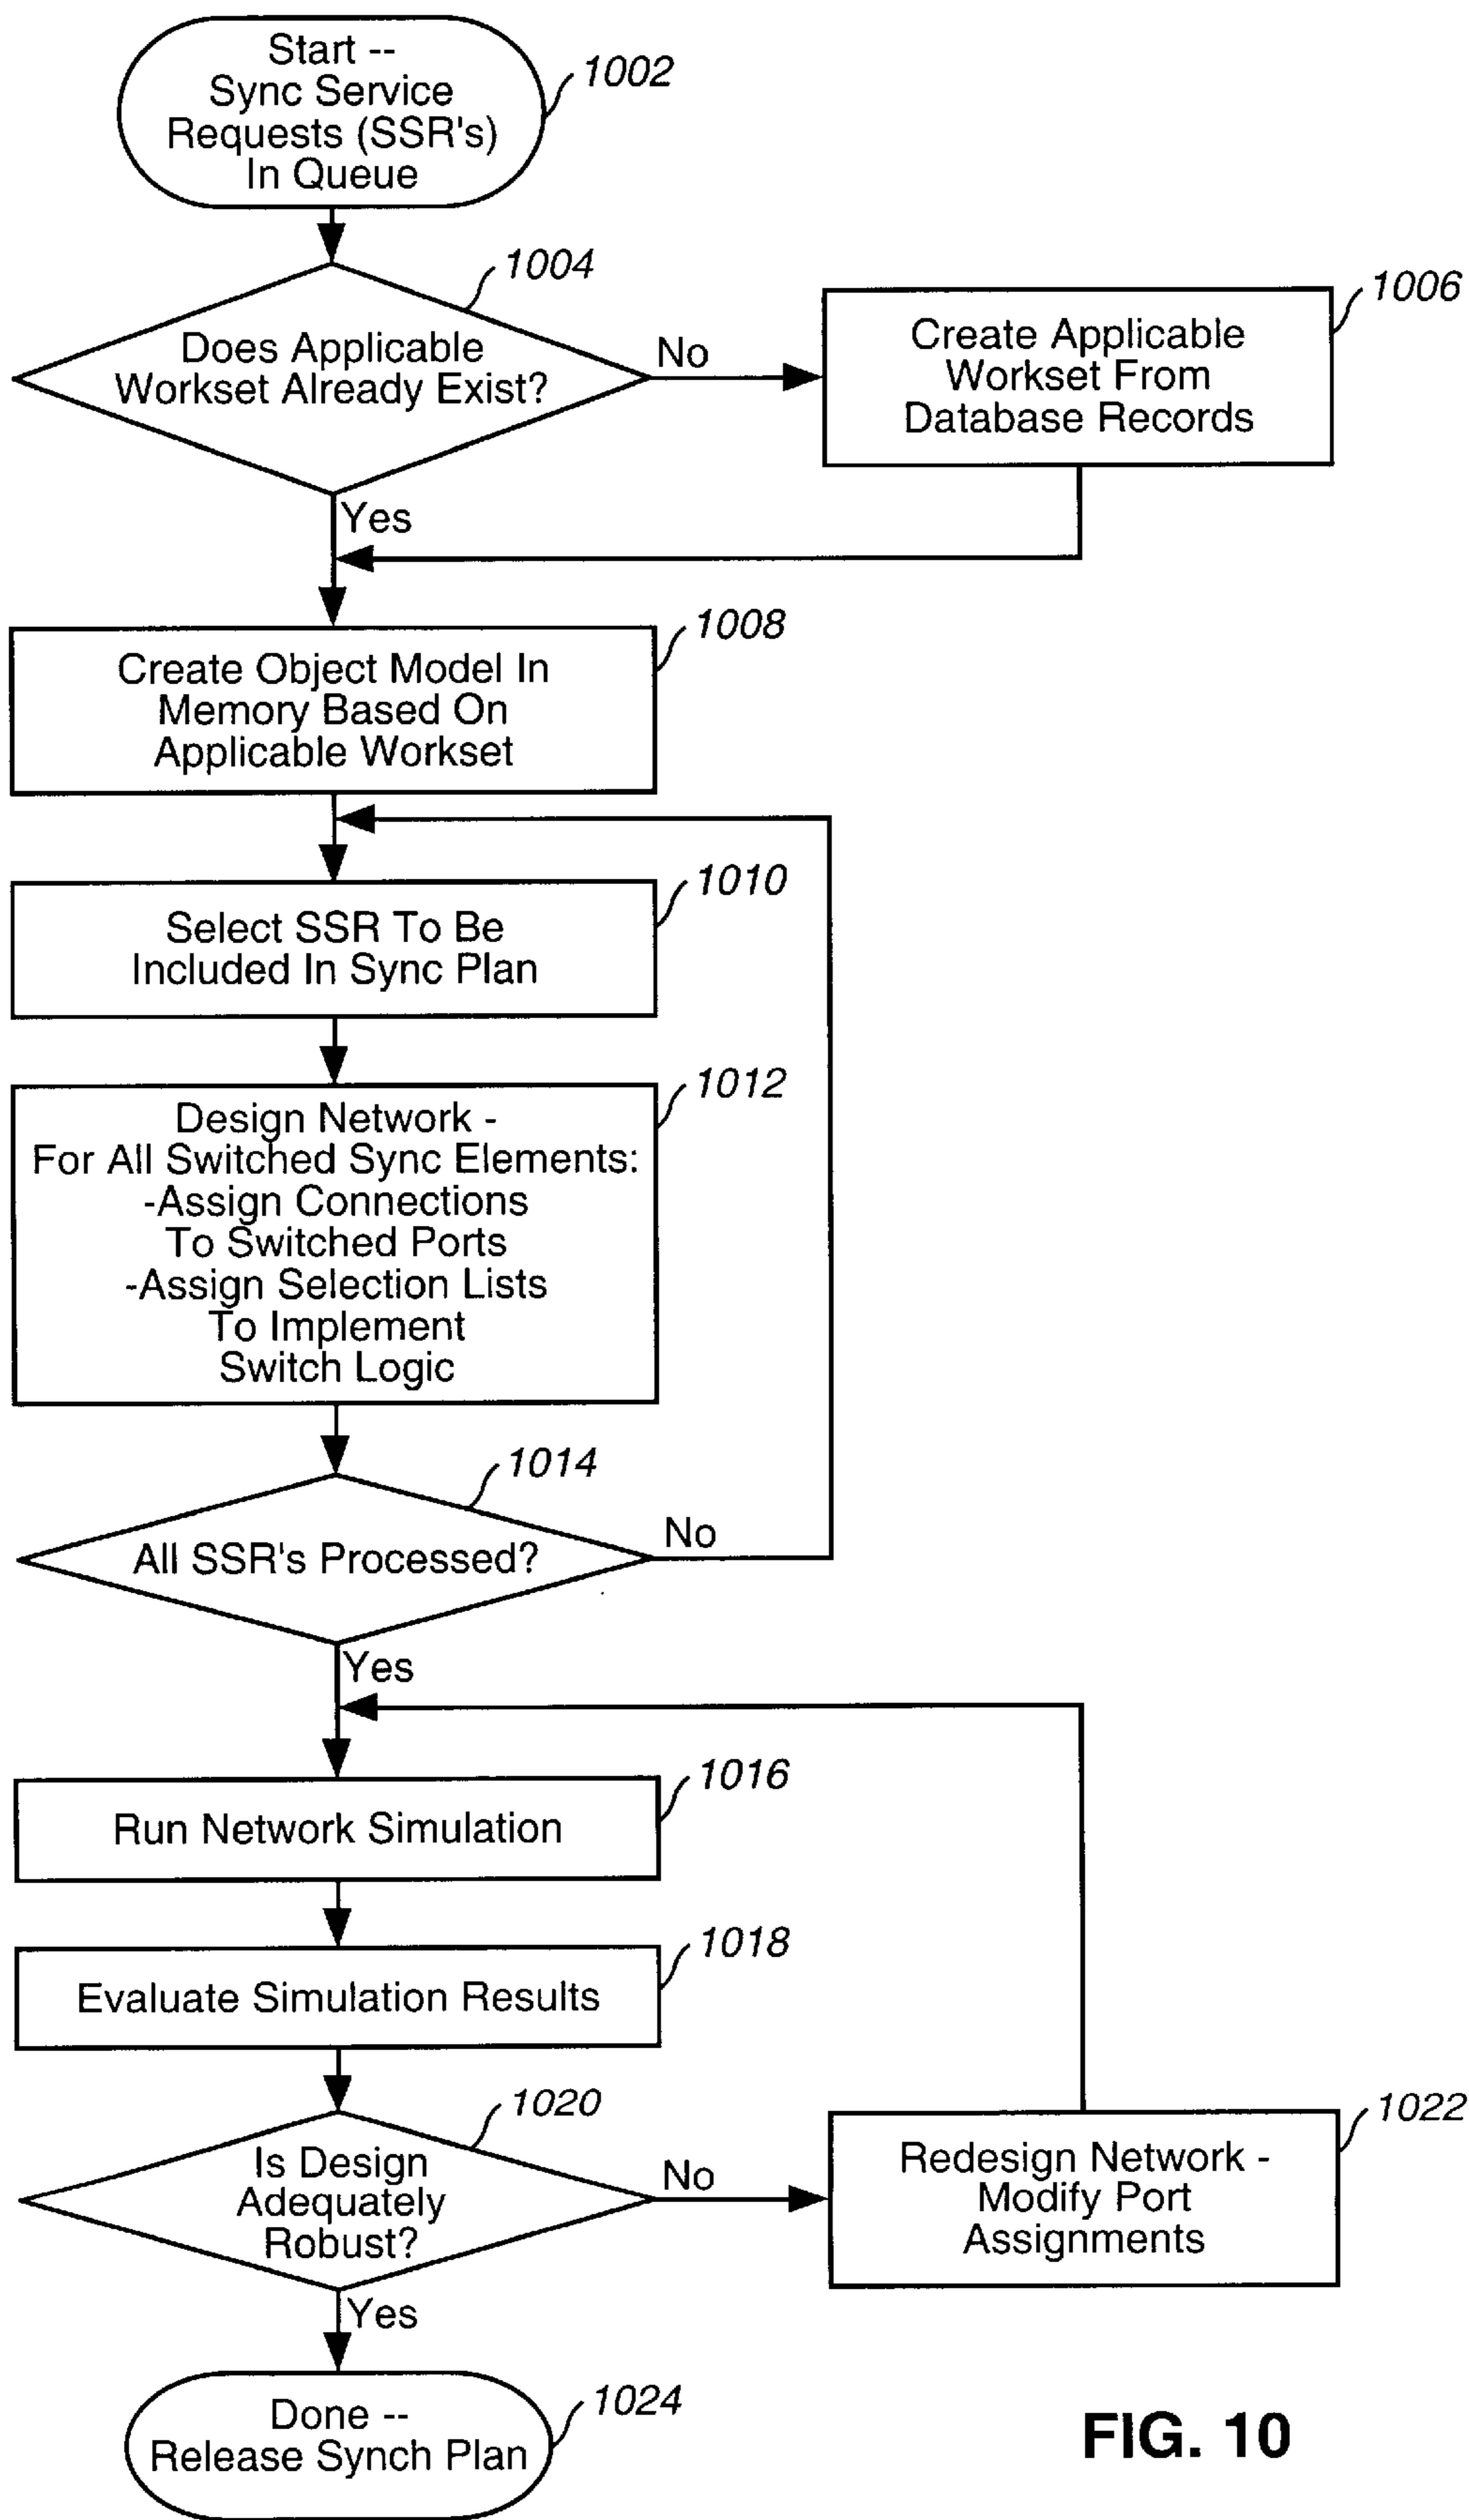 Start --
Sync Service
Requests (SSR's)
In Queue
1002
1004
Does Applicable
Workset Already Exist?
No
1006
Create Applicable
Workset From
Database Records
Yes
1008
Create Object Model In
Memory Based On
Applicable Workset
1010
Select SSR To Be
Included In Sync Plan
1012
Design Network -
For All Switched Sync Elements:
-Assign Connections
To Switched Ports
-Assign Selection Lists
To Implement
Switch Logic
1014
All SSR's Processed?
No
Yes
1016
Run Network Simulation
1018
Evaluate Simulation Results
1020
Is Design
Adequately
Robust?
No
1022
Redesign Network -
Modify Port
Assignments
Yes
1024
Done --
Release Synch Plan
FIG. 10